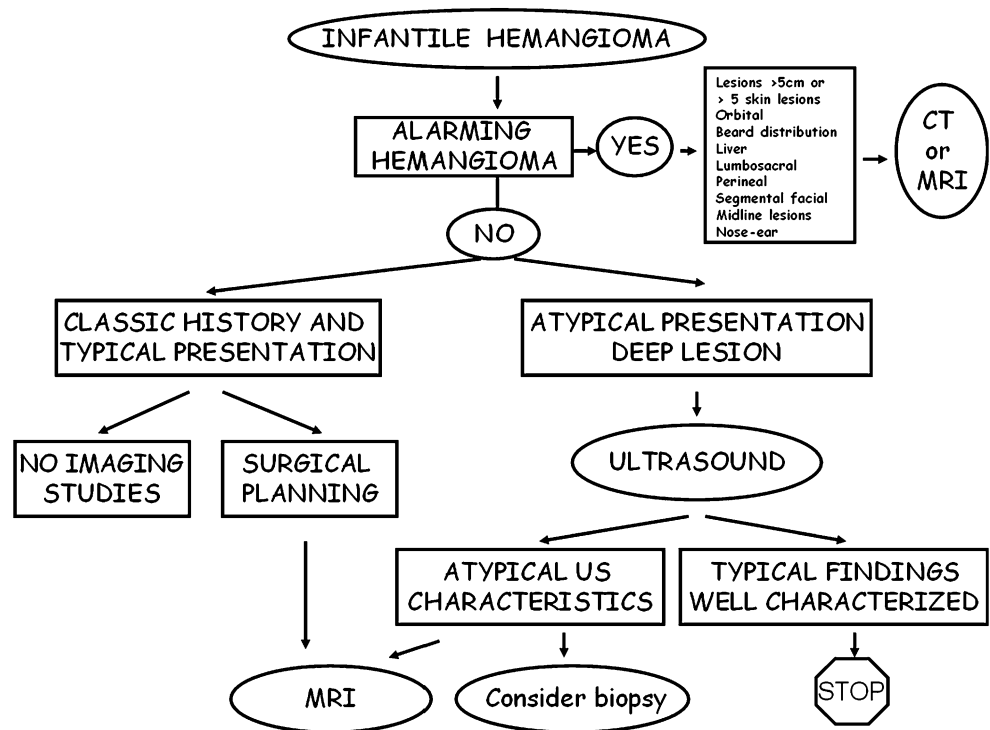 INFANTILE HEMANGIOMA
ALARMING
HEMANGIOMA
YES
Lesions >5cm or
> 5 skin lesions
Orbital
Beard distribution
Liver
Lumbosacral
Perineal
Segmental facial
Midline lesions
Nose-ear
CT
or
MRI
NO
CLASSIC HISTORY AND
TYPICAL PRESENTATION
ATYPICAL PRESENTATION
DEEP LESION
NO IMAGING
STUDIES
SURGICAL
PLANNING
ULTRASOUND
ATYPICAL US
CHARACTERISTICS
TYPICAL FINDINGS
WELL CHARACTERIZED
MRI
Consider biopsy
STOP